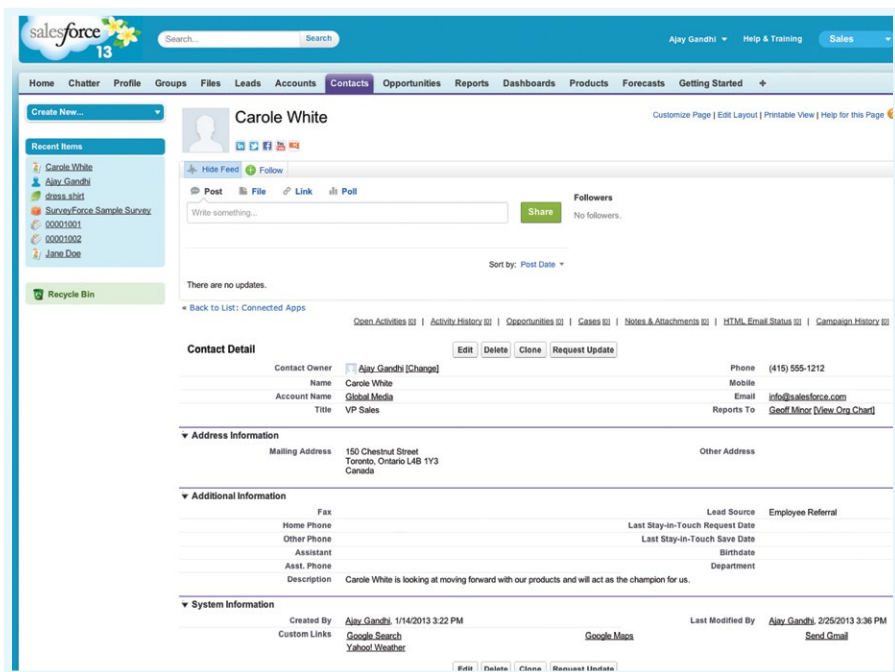 salesforce
13
Search...
Search
Ajay Gandhi
Help & Training
Sales
Home Chatter Profile Groups Files Leads Accounts Contacts Opportunities Reports Dashboards Products Forecasts Getting Started +
Create New...
Recent Items
Carole White
Ajay Gandhi
dress shirt
SurveyForce Sample Survey
00001001
00001002
Jane Doe
Recycle Bin
Carole White
Customize Page | Edit Layout | Printable View | Help for this Page
Hide Feed Follow
Post File Link Poll
Write something...
Share
Followers
No followers.
Sort by: Post Date
There are no updates.
« Back to List: Connected Apps
Open Activities [0] | Activity History [0] | Opportunities [0] | Cases [0] | Notes & Attachments [0] | HTML Email Status [0] | Campaign History [0]
Contact Detail
Edit Delete Clone Request Update
Contact Owner Ajay Gandhi [Change] Phone (415) 555-1212
Name Carole White Mobile
Account Name Global Media Email info@salesforce.com
Title VP Sales Reports To Geoff Minor [View Org Chart]
Address Information
Mailing Address 150 Chestnut Street Other Address
Toronto, Ontario L4B 1Y3
Canada
Additional Information
Fax Lead Source Employee Referral
Home Phone Last Stay-in-Touch Request Date
Other Phone Last Stay-in-Touch Save Date
Assistant Birthdate
Asst. Phone Department
Description Carole White is looking at moving forward with our products and will act as the champion for us.
System Information
Created By Ajay Gandhi, 1/14/2013 3:22 PM Last Modified By Ajay Gandhi, 2/25/2013 3:36 PM
Custom Links Google Search Google Maps Send Gmail
Yahoo! Weather
Edit Delete Clone Request Update